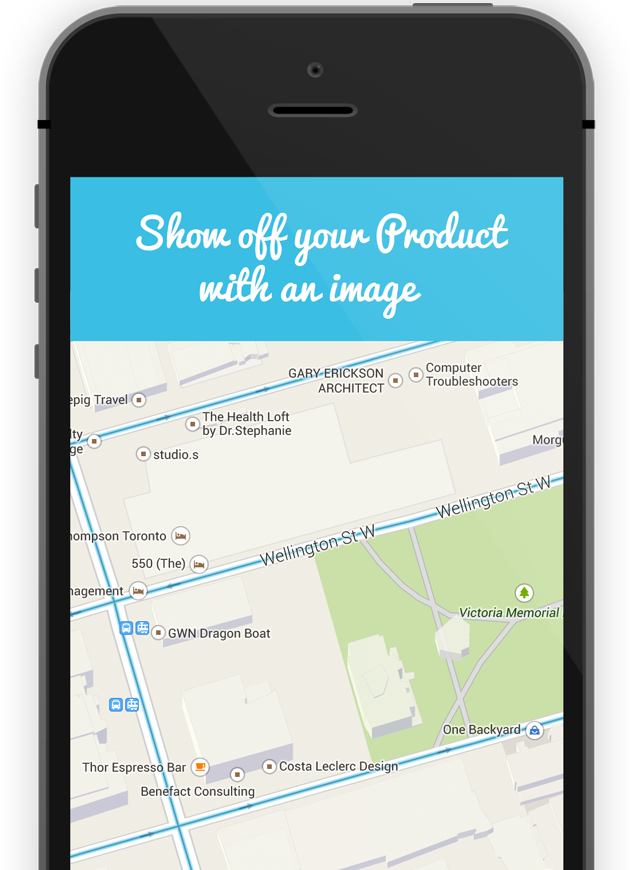 Show off your Product
with an image
GARY ERICKSON
ARCHITECT
Computer
Troubleshooters
epig Travel
The Health Loft
by Dr.Stephanie
lty
ge
studio.s
Morgu
Wellington St W
Wellington St W
hompson Toronto
550 (The)
nagement
Victoria Memorial
GWN Dragon Boat
One Backyard
Thor Espresso Bar
Costa Leclerc Design
Benefact Consulting